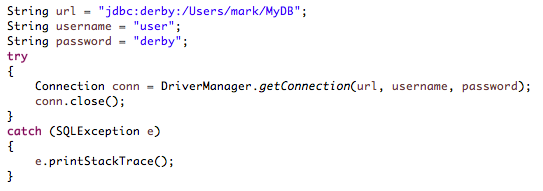 String url = "jdbc:derby:/Users/mark/MyDB";
String username = "user";
String password = "derby";
try
{
    Connection conn = DriverManager.getConnection(url, username, password);
    conn.close();
}
catch (SQLException e)
{
    e.printStackTrace();
}